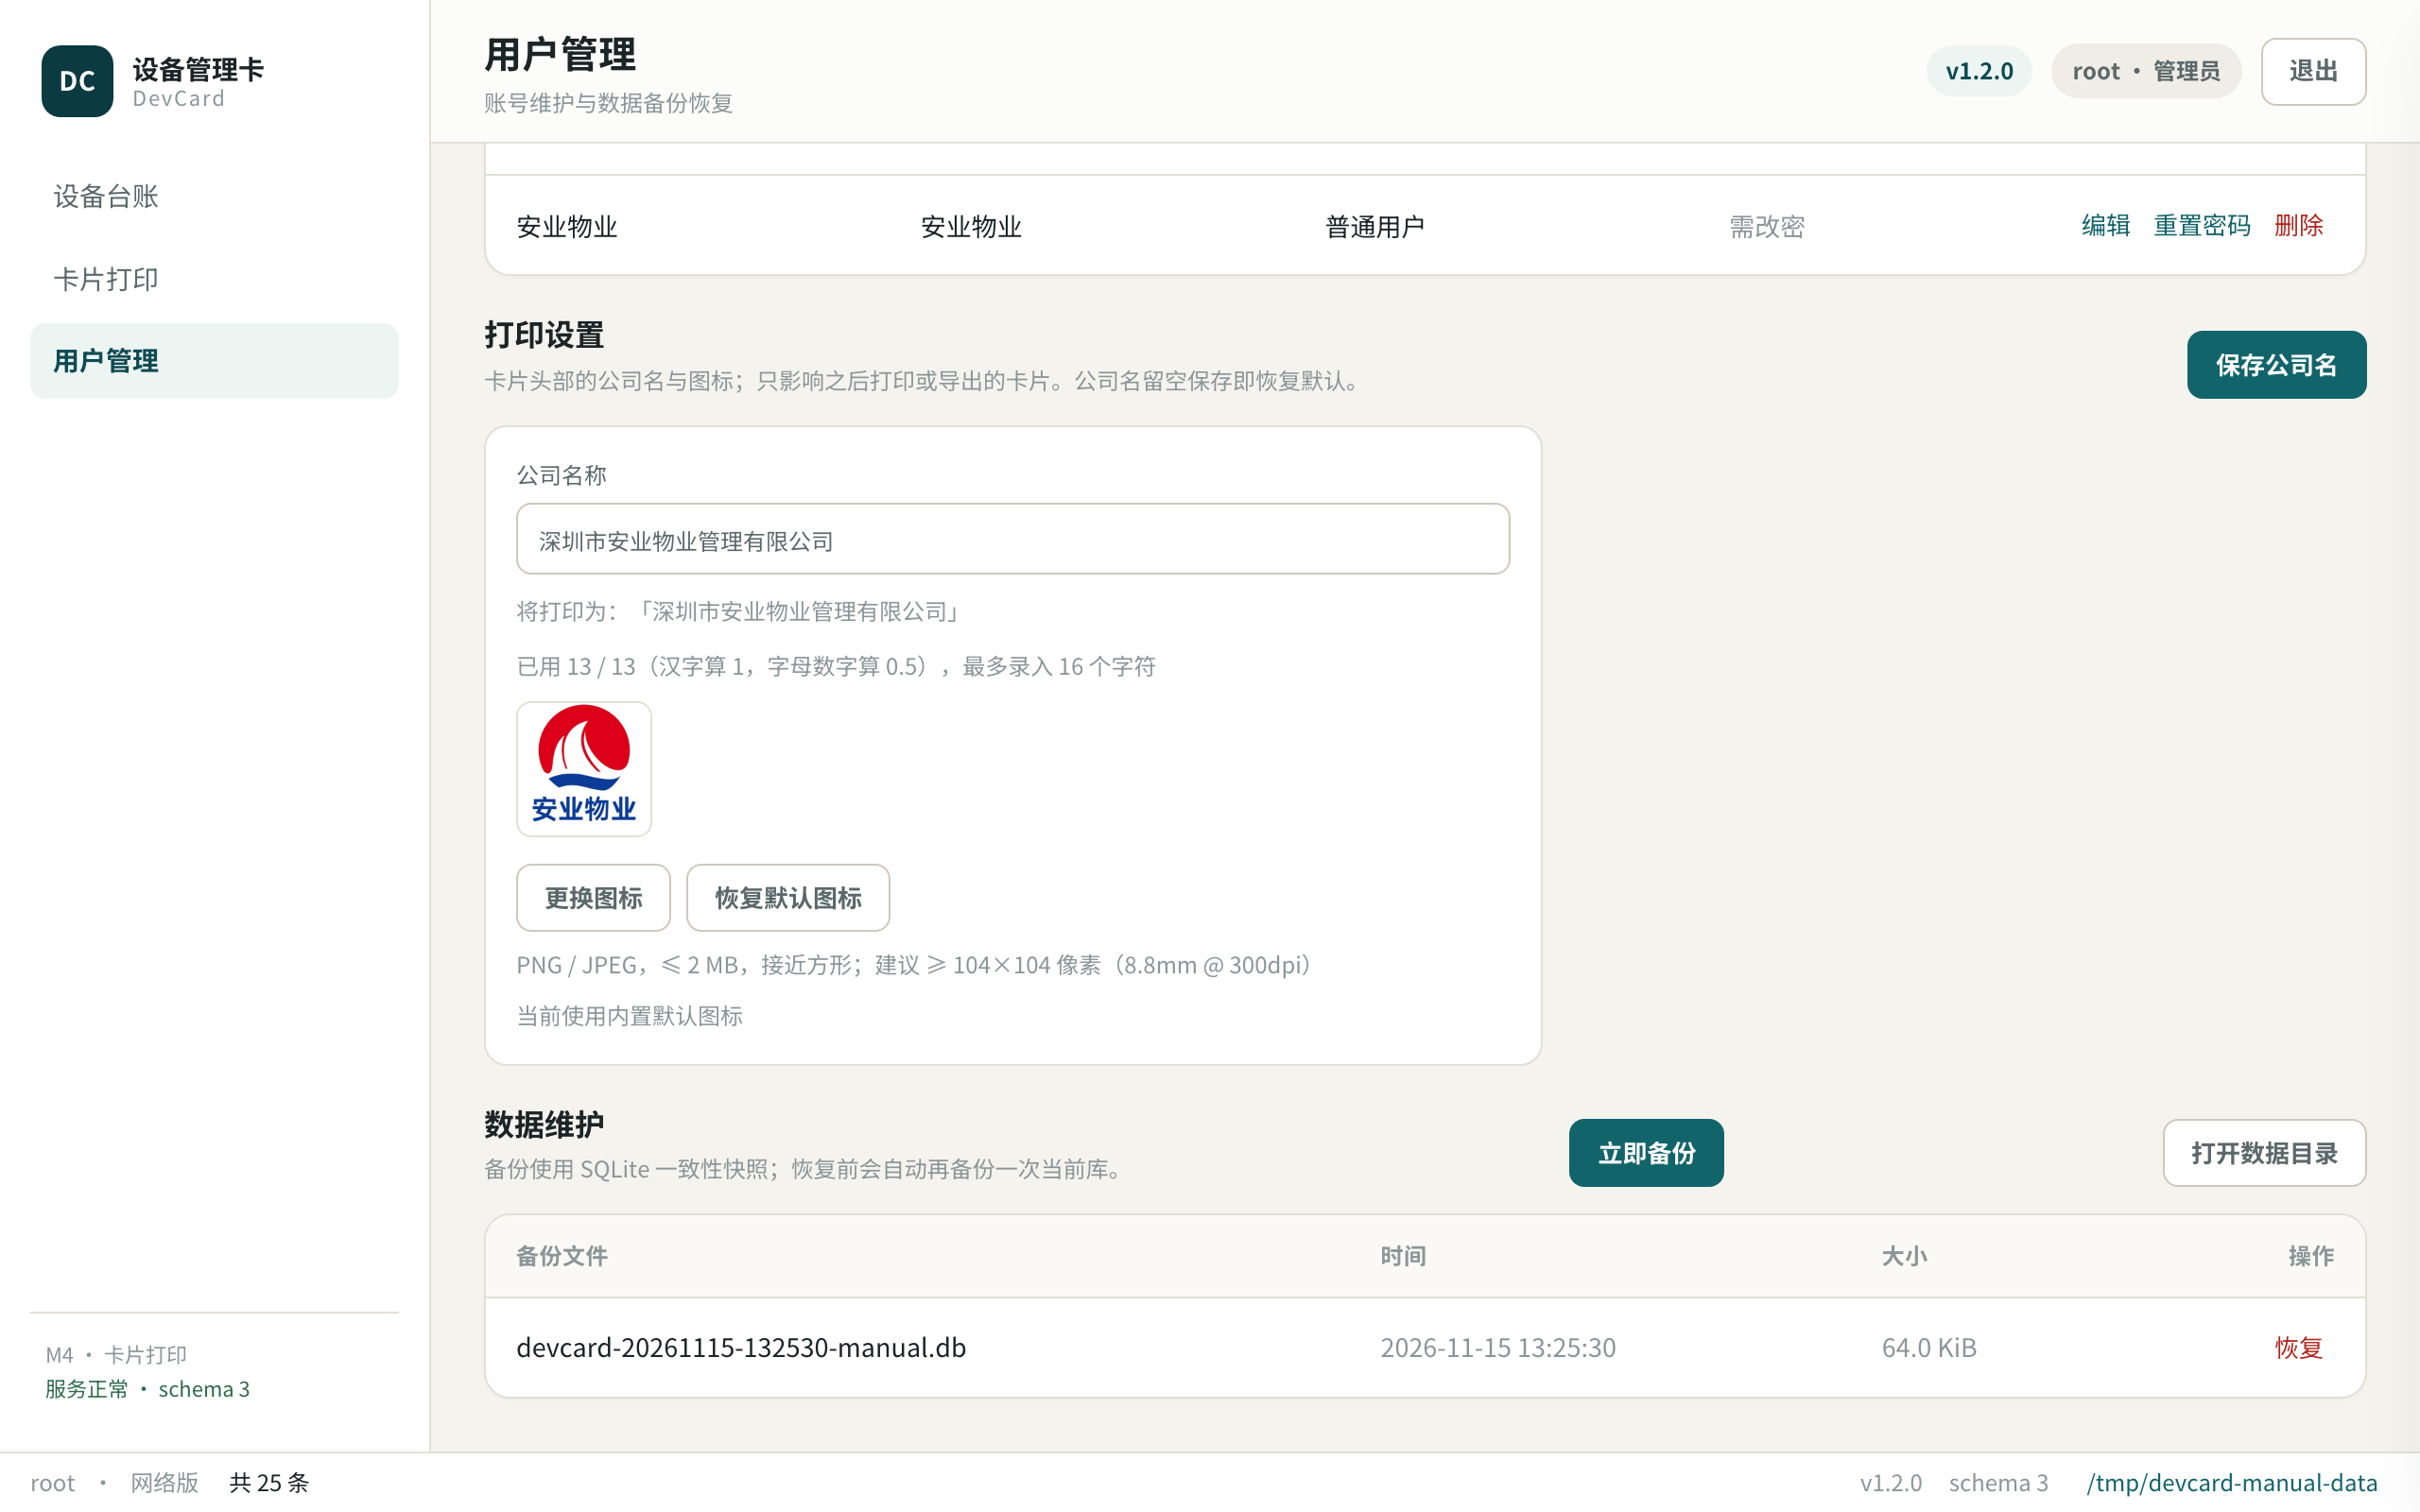 DC
设备管理卡
DevCard
设备台账
卡片打印
用户管理
M4 · 卡片打印
服务正常 · schema 3
用户管理
账号维护与数据备份恢复
v1.2.0
root · 管理员
退出
安业物业 安业物业 普通用户 需改密 编辑 重置密码 删除
打印设置
卡片头部的公司名与图标；只影响之后打印或导出的卡片。公司名留空保存即恢复默认。
保存公司名
公司名称
深圳市安业物业管理有限公司
将打印为：「深圳市安业物业管理有限公司」
已用 13 / 13（汉字算 1，字母数字算 0.5），最多录入 16 个字符
安业物业
更换图标 恢复默认图标
PNG / JPEG，≤ 2 MB，接近方形；建议 ≥ 104×104 像素（8.8mm @ 300dpi）
当前使用内置默认图标
数据维护
备份使用 SQLite 一致性快照；恢复前会自动再备份一次当前库。
立即备份
打开数据目录
备份文件 时间 大小 操作
devcard-20261115-132530-manual.db 2026-11-15 13:25:30 64.0 KiB 恢复
root · 网络版 共 25 条
v1.2.0 schema 3 /tmp/devcard-manual-data